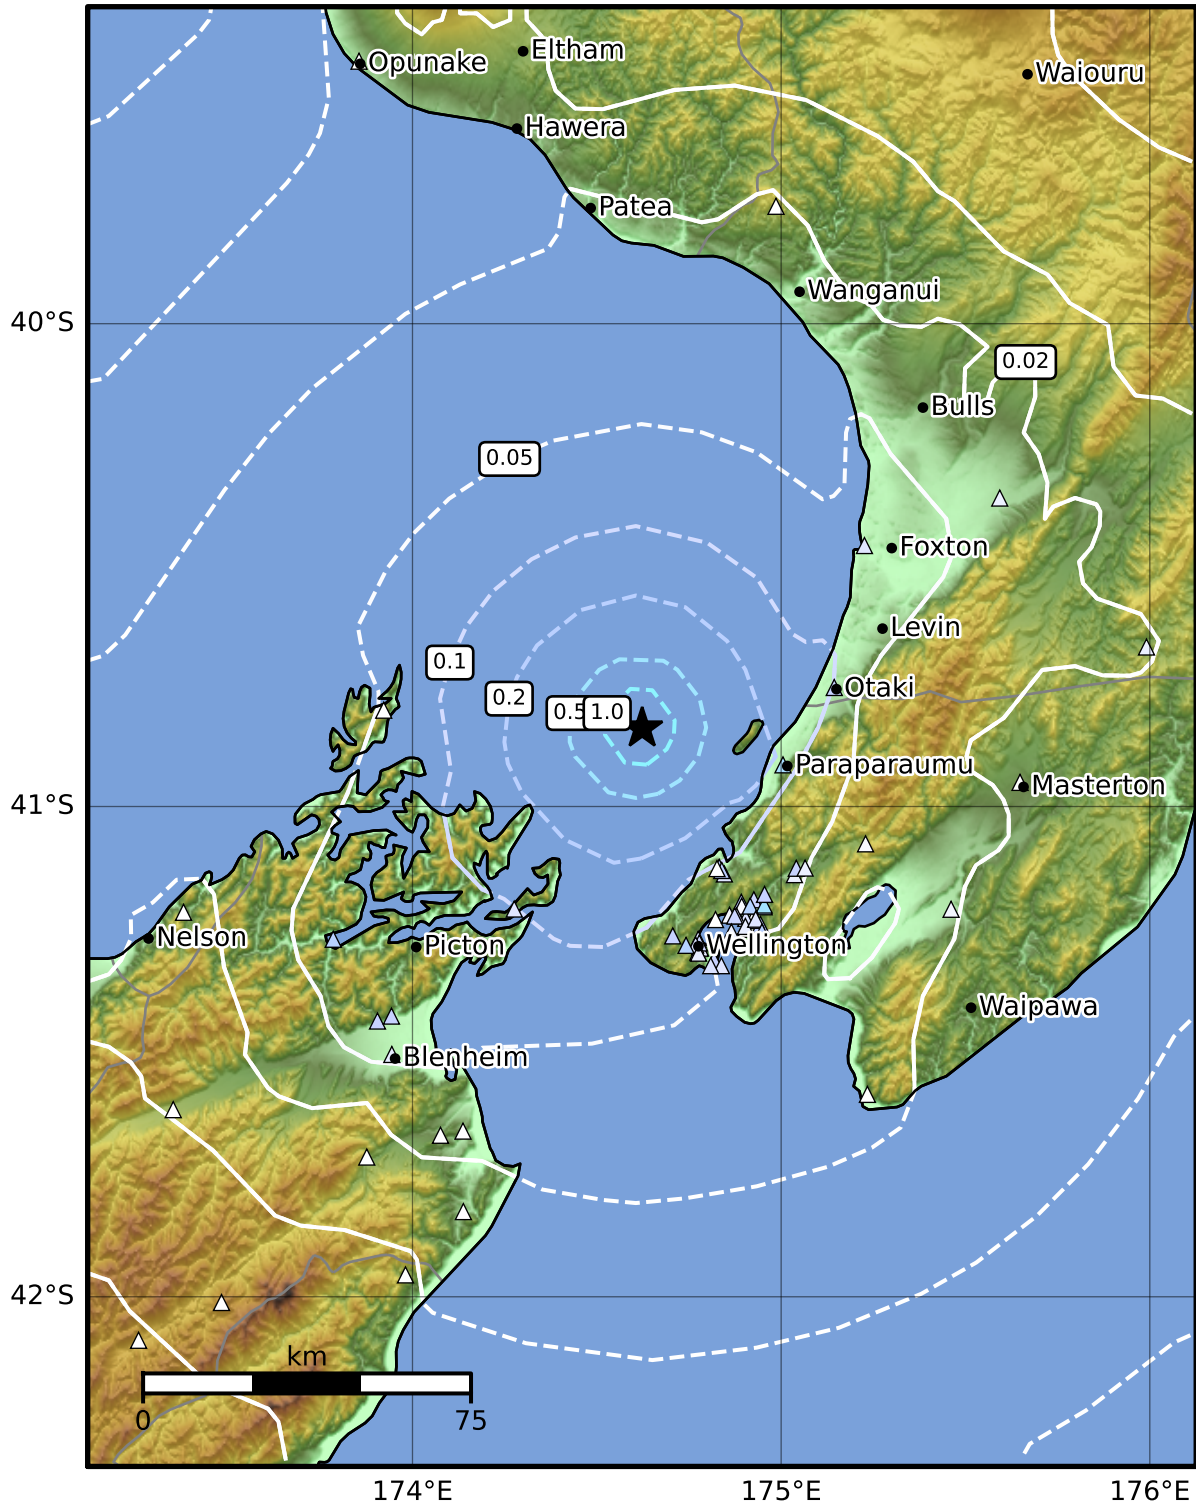 Eltham
Opunake
Waiouru
Hawera
Patea
Wanganui
40°S
0.02
Bulls
0.05
Foxton
Levin
0.1
Otaki
0.2
0.5
1.0
Paraparaumu
Masterton
41°S
Nelson
Picton
Wellington
Waipawa
Blenheim
42°S
km
0
75
174°E
175°E
176°E